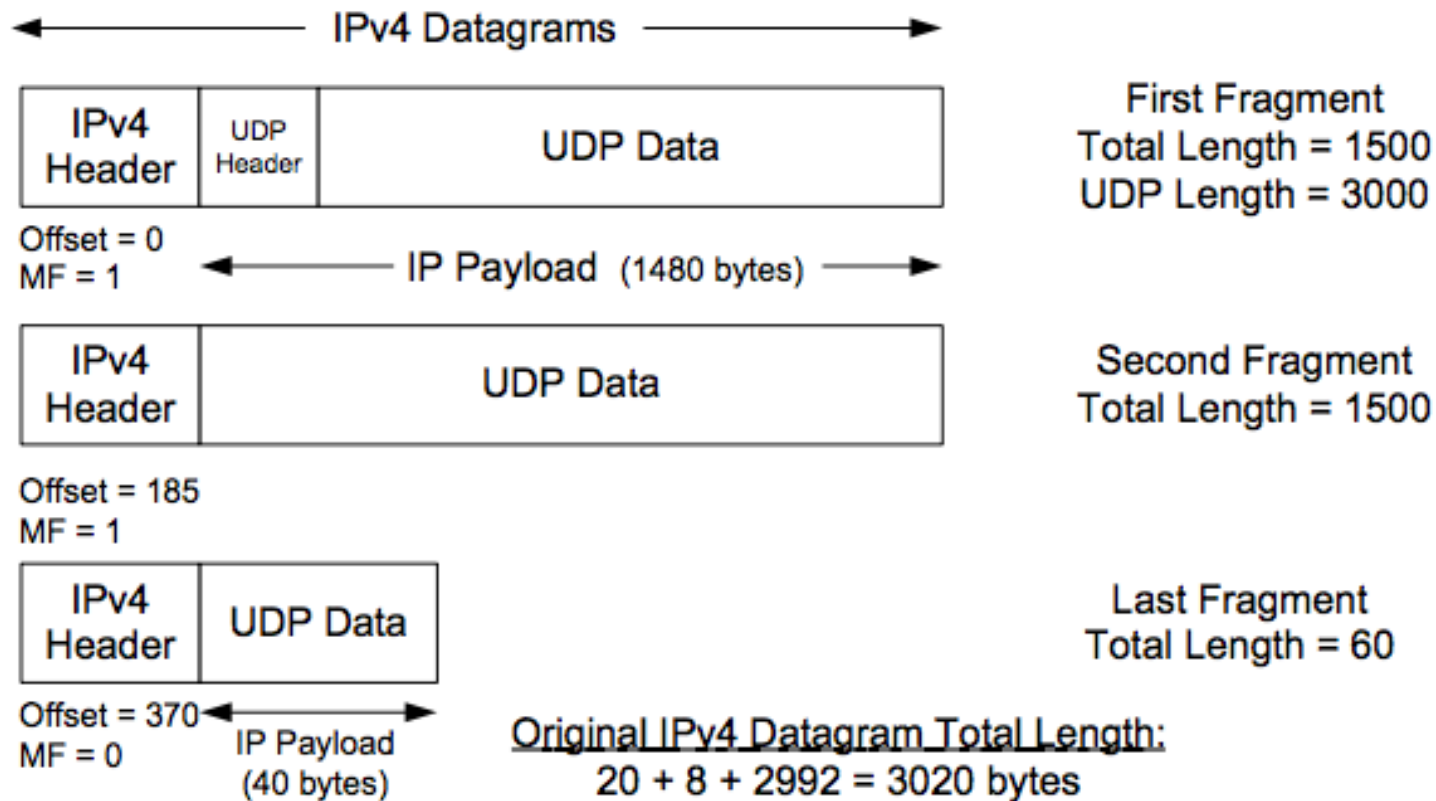 IPv4 Datagrams
IPv4
Header
UDP
Header
UDP Data
First Fragment
Total Length = 1500
UDP Length = 3000
Offset = 0
MF = 1
IP Payload (1480 bytes)
IPv4
Header
UDP Data
Second Fragment
Total Length = 1500
Offset = 185
MF = 1
IPv4
Header
UDP Data
Last Fragment
Total Length = 60
Offset = 370
MF = 0
IP Payload
(40 bytes)
Original IPv4 Datagram Total Length:
20 + 8 + 2992 = 3020 bytes